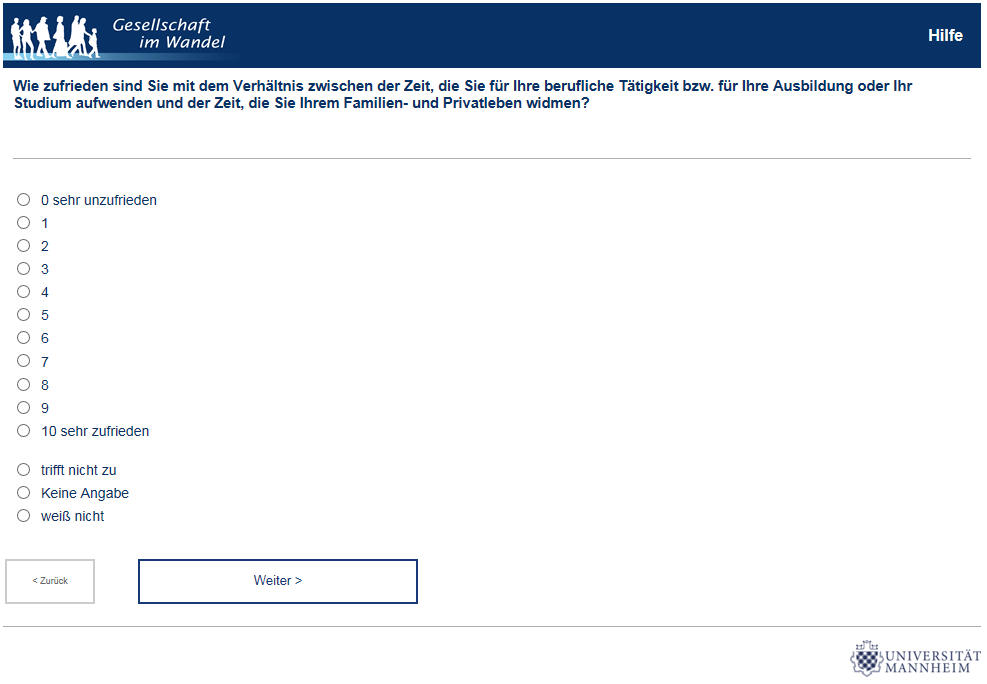 Gesellschaft
im Wandel
Hilfe
Wie zufrieden sind Sie mit dem Verhältnis zwischen der Zeit, die Sie für Ihre berufliche Tätigkeit bzw. für Ihre Ausbildung oder Ihr
Studium aufwenden und der Zeit, die Sie Ihrem Familien- und Privatleben widmen?
0 sehr unzufrieden
1
2
3
4
5
6
7
8
9
10 sehr zufrieden
trifft nicht zu
Keine Angabe
weiß nicht
< Zurück
Weiter >
UNIVERSITÄT
MANNHEIM